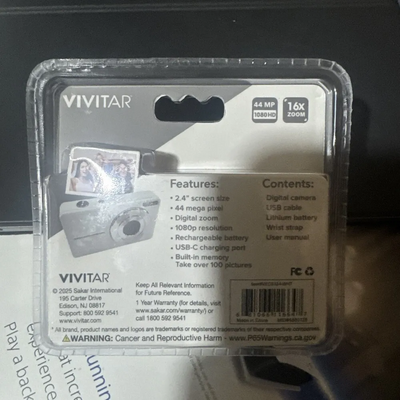 VIVITAR
44 MP
1080HD
16x
ZOOM
Features:
• 2.4" screen size
• 44 mega pixel
• Digital zoom
• 1080p resolution
• Rechargeable battery
• USB-C charging port
• Built-in memory
Take over 100 pictures
Contents:
Digital camera
USB cable
Lithium battery
Wrist strap
User manual
VIVITAR
© 2025 Sakar International
195 Carter Drive
Edison, NJ 08817
Support: 800 592 9541
www.vivitar.com
Keep All Relevant Information
for Future Reference.
1 Year Warranty (for details, visit
www.sakar.com/warranty/) or
call 1800 592 9541
FC
* All brand, product names and logos are trademarks or registered trademarks of their respective
WARNING: Cancer and Reproductive Harm - www.P65Warnings.ca.gov
unning
Play a back